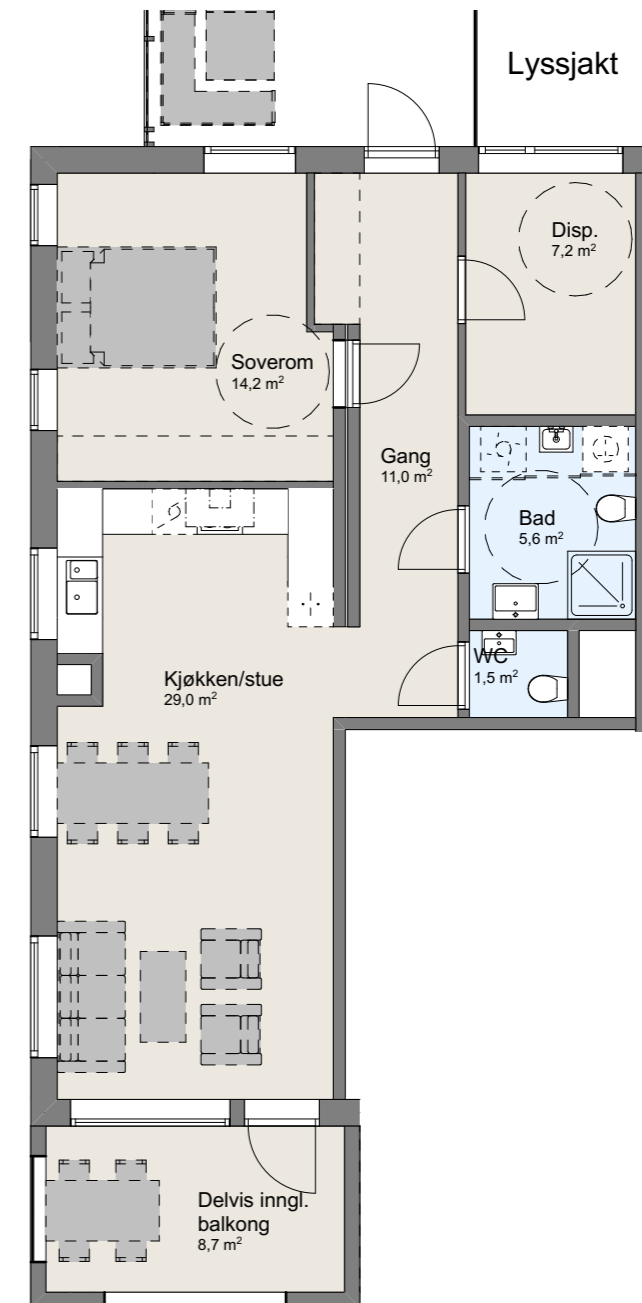 Lyssjakt
Disp.
7,2 m²
Soverom
14,2 m²
Gang
11,0 m²
Bad
5,6 m²
WC
1,5 m²
Kjøkken/stue
29,0 m²
Delvis inngl.
balkong
8,7 m²